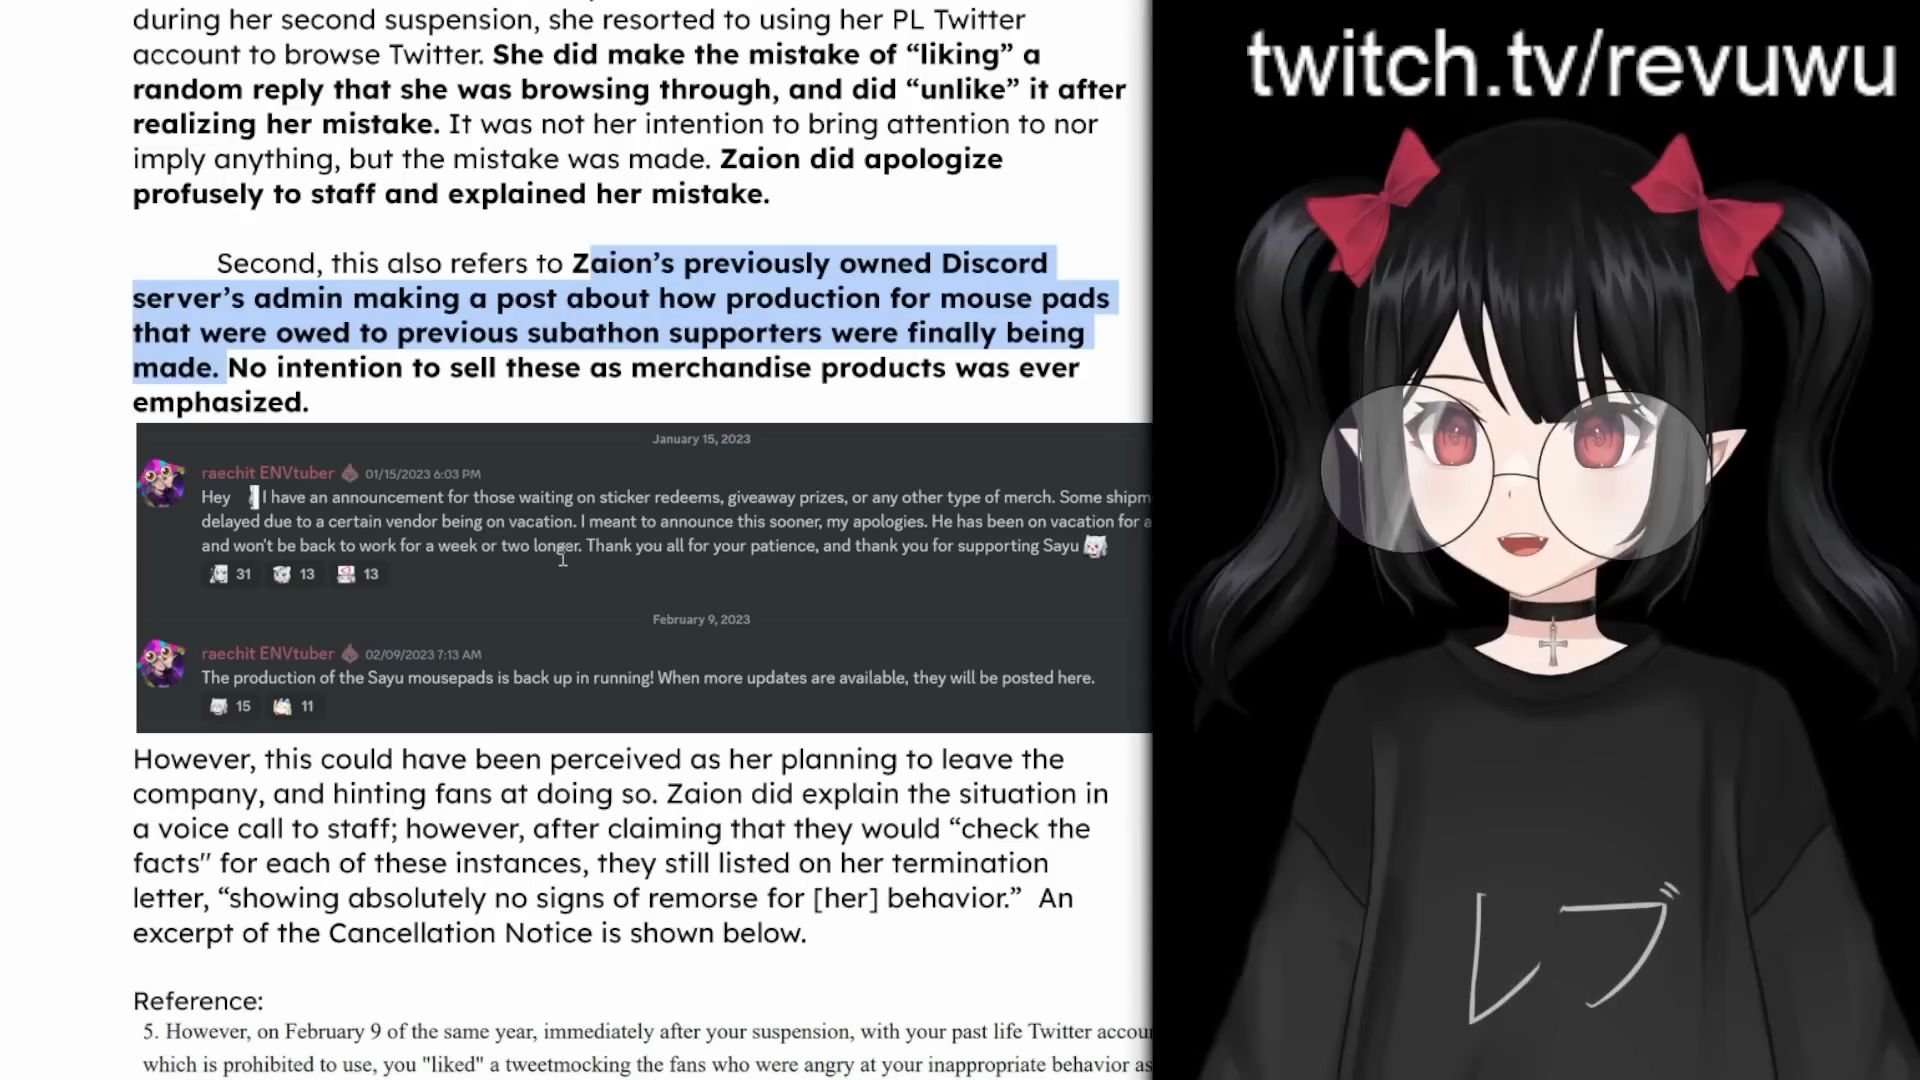 during her second suspension, she resorted to using her PL Twitter
account to browse Twitter. She did make the mistake of “liking” a
random reply that she was browsing through, and did “unlike” it after
realizing her mistake. It was not her intention to bring attention to nor
imply anything, but the mistake was made. Zaion did apologize
profusely to staff and explained her mistake.
Second, this also refers to Zaion’s previously owned Discord
server’s admin making a post about how production for mouse pads
that were owed to previous subathon supporters were finally being
made. No intention to sell these as merchandise products was ever
emphasized.
January 15, 2023
raechit ENVtuber 01/15/2023 6:03 PM
Hey I have an announcement for those waiting on sticker redeems, giveaway prizes, or any other type of merch. Some shipm
delayed due to a certain vendor being on vacation. I meant to announce this sooner, my apologies. He has been on vacation for a
and won't be back to work for a week or two longer. Thank you all for your patience, and thank you for supporting Sayu
31 13 13
February 9, 2023
raechit ENVtuber 02/09/2023 7:13 AM
The production of the Sayu mousepads is back up in running! When more updates are available, they will be posted here.
15 11
However, this could have been perceived as her planning to leave the
company, and hinting fans at doing so. Zaion did explain the situation in
a voice call to staff; however, after claiming that they would “check the
facts” for each of these instances, they still listed on her termination
letter, “showing absolutely no signs of remorse for [her] behavior.” An
excerpt of the Cancellation Notice is shown below.
Reference:
5. However, on February 9 of the same year, immediately after your suspension, with your past life Twitter accou
which is prohibited to use, you "liked" a tweetmocking the fans who were angry at your inappropriate behavior as
twitch.tv/revuwu
レブ